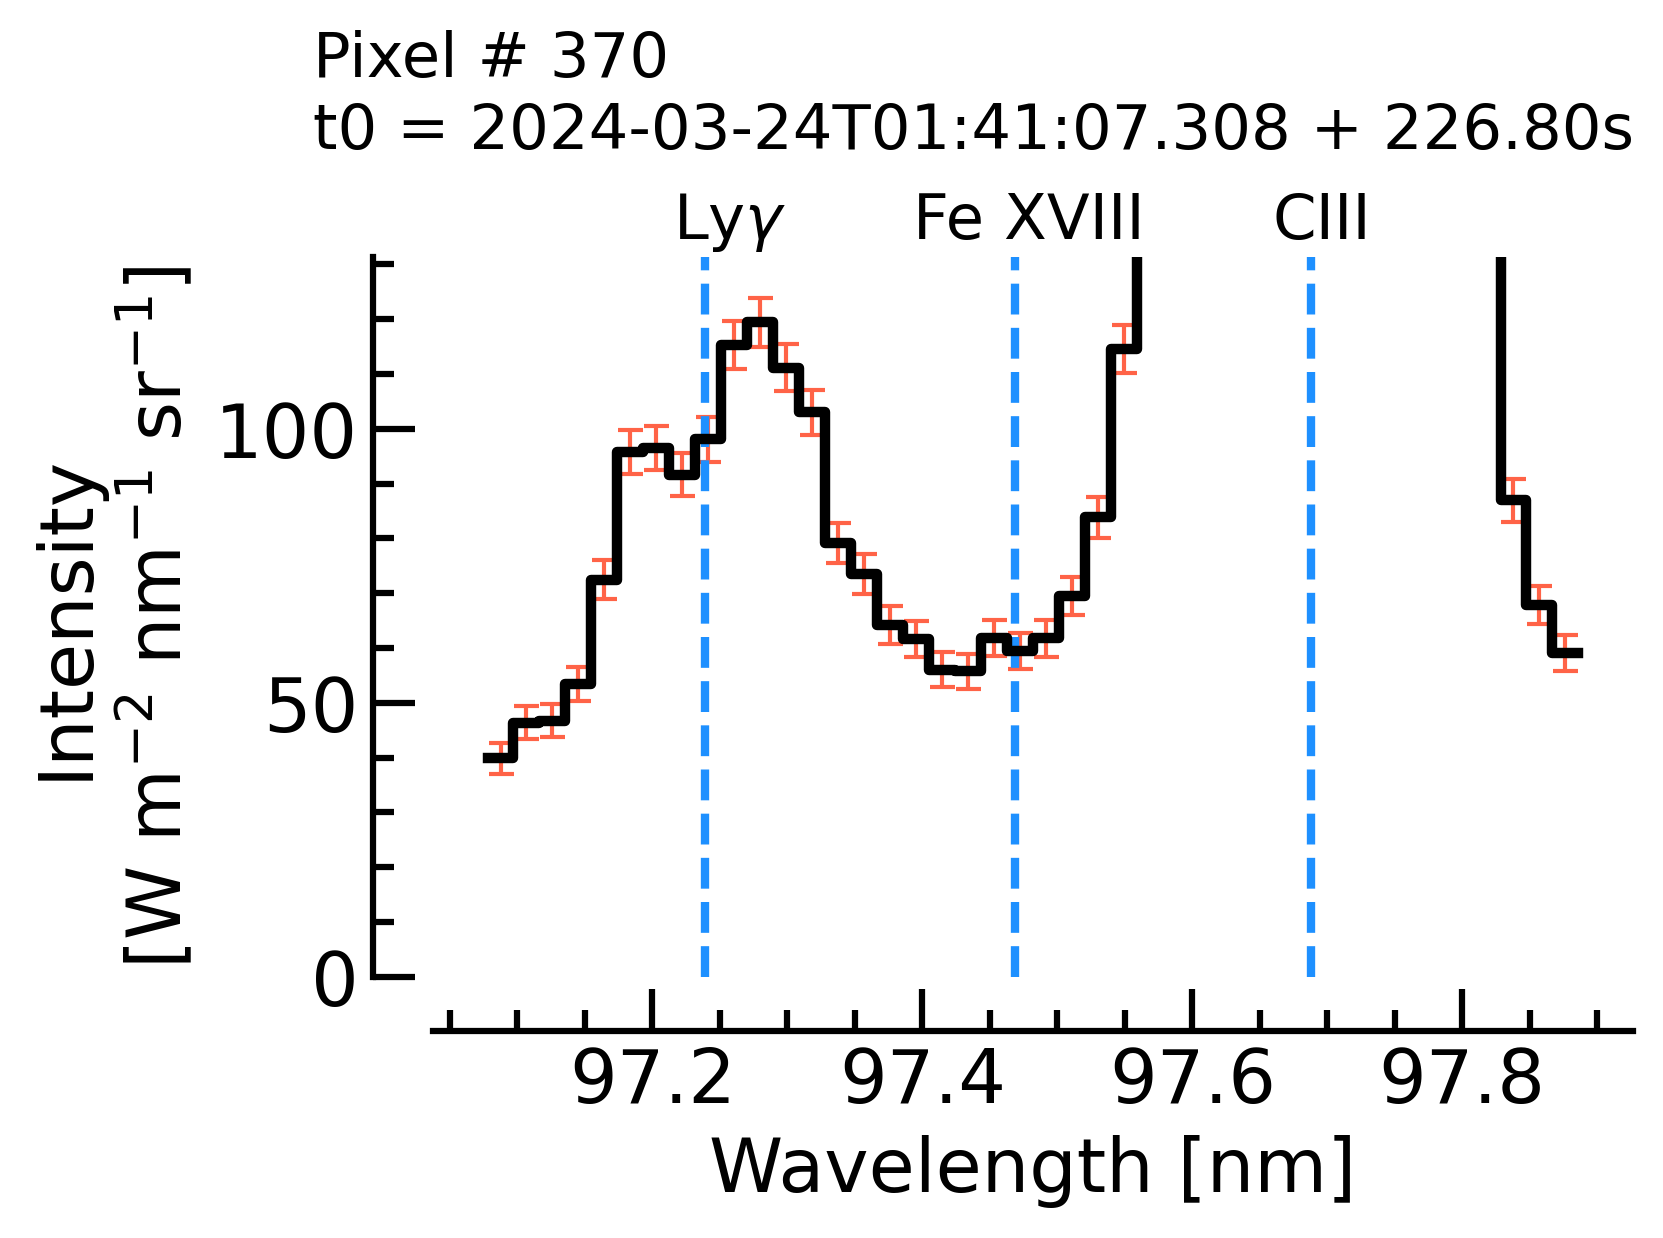 Pixel # 370
t0 = 2024-03-24T01:41:07.308 + 226.80s
Lyγ Fe XVIII CIII
Intensity
[W m⁻² nm⁻¹ sr⁻¹]
100
50
0
97.2 97.4 97.6 97.8
Wavelength [nm]